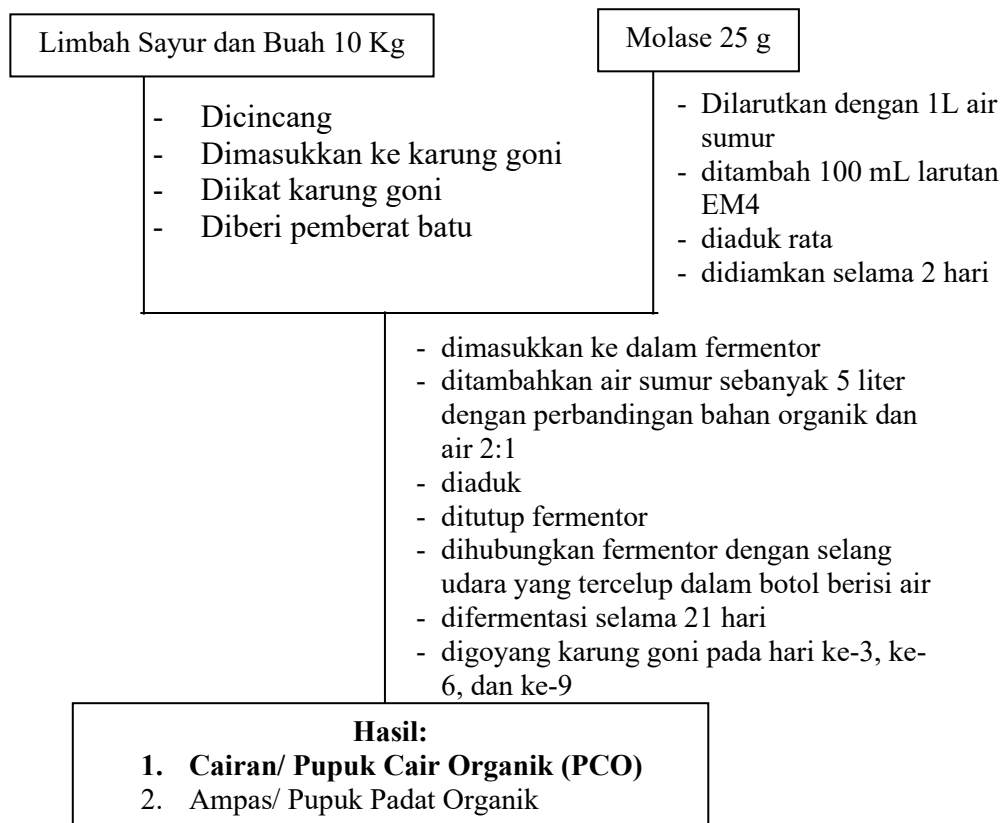 Limbah Sayur dan Buah 10 Kg
- Dicincang
- Dimasukkan ke karung goni
- Diikat karung goni
- Diberi pemberat batu
Molase 25 g
- Dilarutkan dengan 1L air
sumur
- ditambah 100 mL larutan
EM4
- diaduk rata
- didiamkan selama 2 hari
- dimasukkan ke dalam fermentor
- ditambahkan air sumur sebanyak 5 liter
dengan perbandingan bahan organik dan
air 2:1
- diaduk
- ditutup fermentor
- dihubungkan fermentor dengan selang
udara yang tercelup dalam botol berisi air
- difermentasi selama 21 hari
- digoyang karung goni pada hari ke-3, ke-
6, dan ke-9
Hasil:
1. Cairan/ Pupuk Cair Organik (PCO)
2. Ampas/ Pupuk Padat Organik